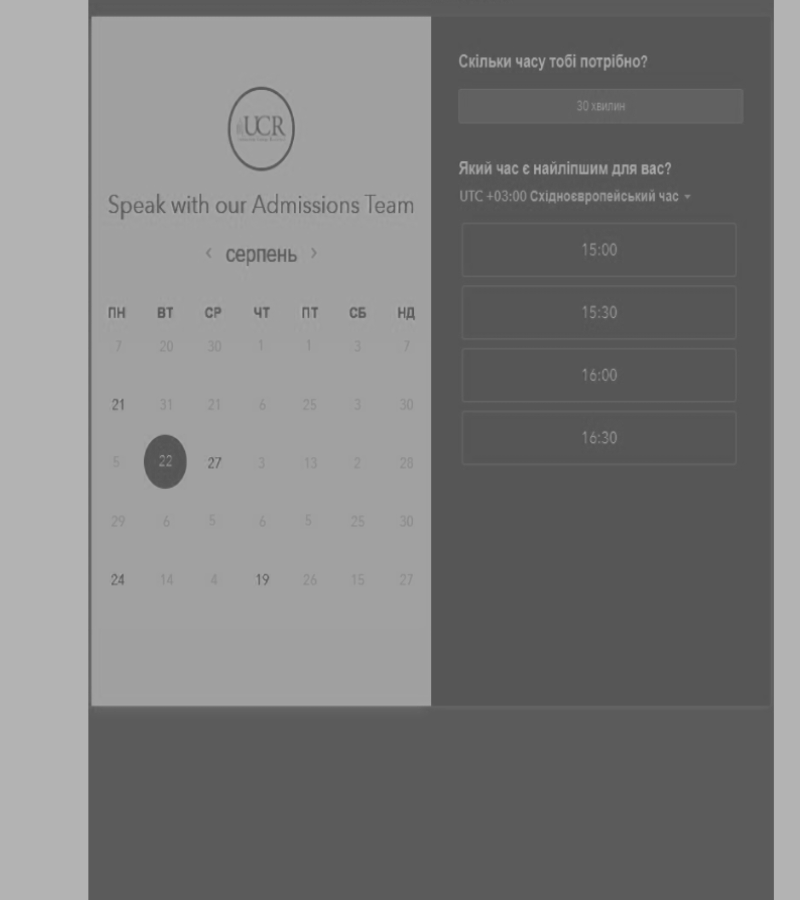 UCR
Speak with our Admissions Team
серпень
ПН ВТ СР ЧТ ПТ СБ НД
7 20 30 1 1 3 7
21 31 21 6 25 3 30
5 22 27 3 13 2 28
29 6 5 6 5 25 30
24 14 4 19 26 15 27
Скільки часу тобі потрібно?
30 хвилин
Який час є найліпшим для вас?
UTC +03:00 Східноєвропейський час
15:00
15:30
16:00
16:30